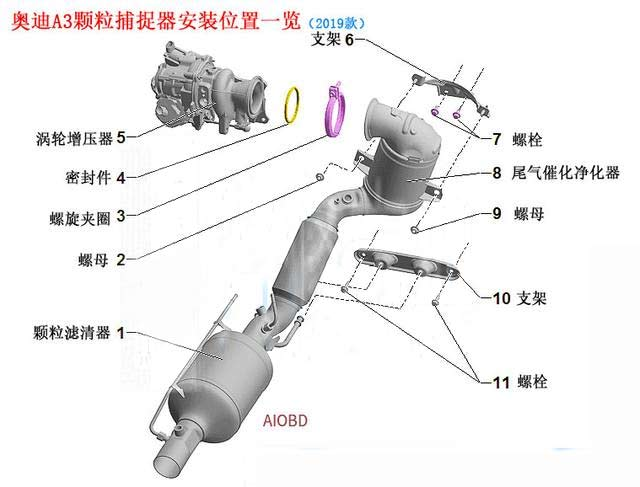 奥迪A3颗粒捕捉器安装位置一览（2019款）
支架 6
涡轮增压器 5
7 螺栓
密封件 4
8 尾气催化净化器
螺旋夹圈 3
9 螺母
螺母 2
10 支架
颗粒滤清器 1
11 螺栓
AIOBD